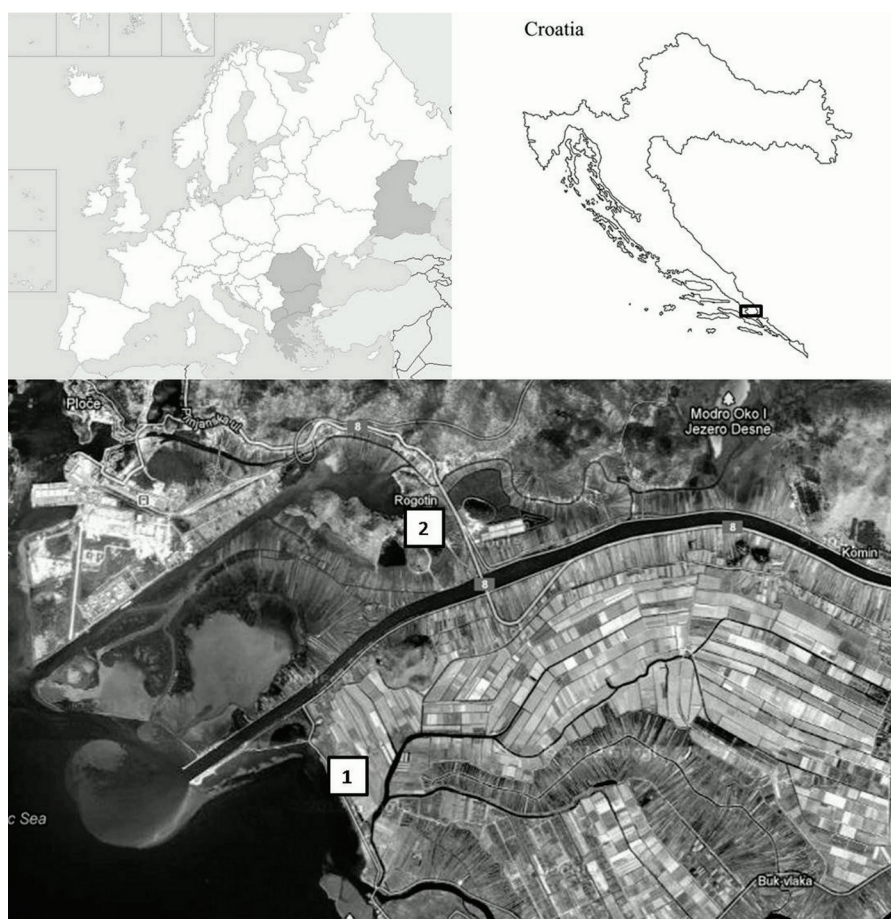 Croatia
Ploče
8
Modro Oko I
Jezero Desne
Rogotin
2
8
Komin
8
1
c Sea
Buk-vlaka